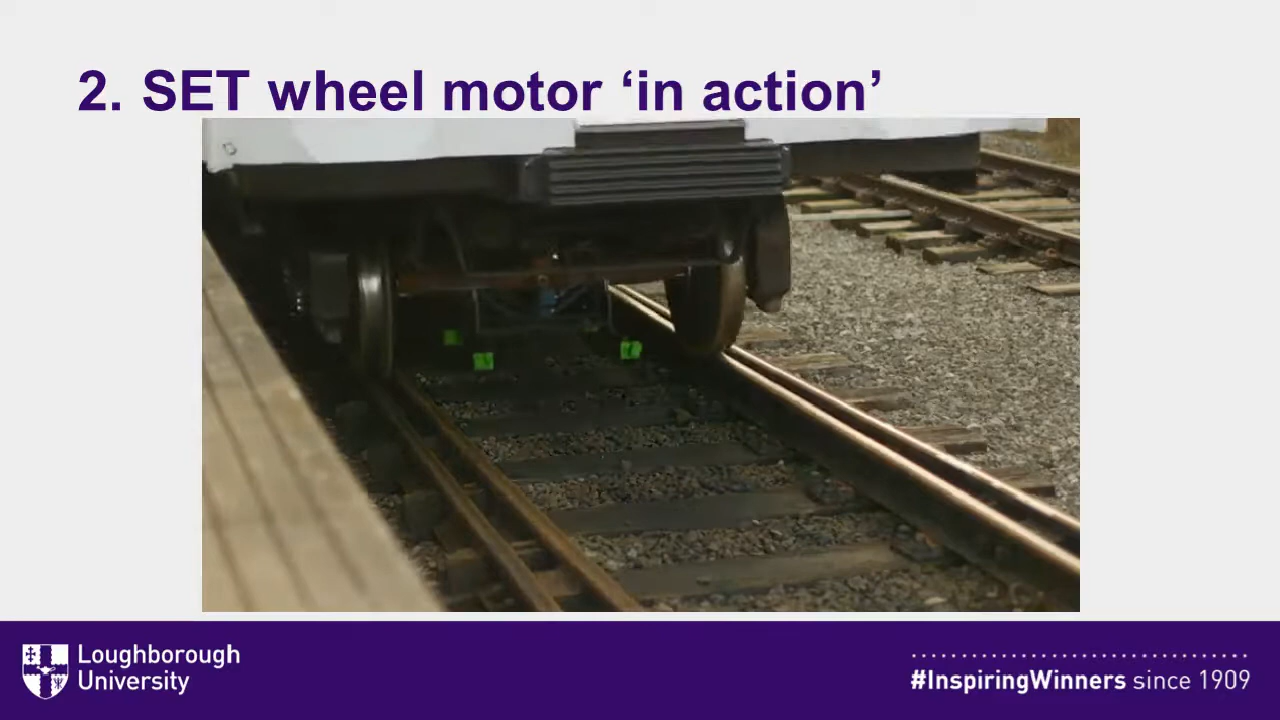 2. SET wheel motor ‘in action’
Loughborough
University
#InspiringWinners since 1909